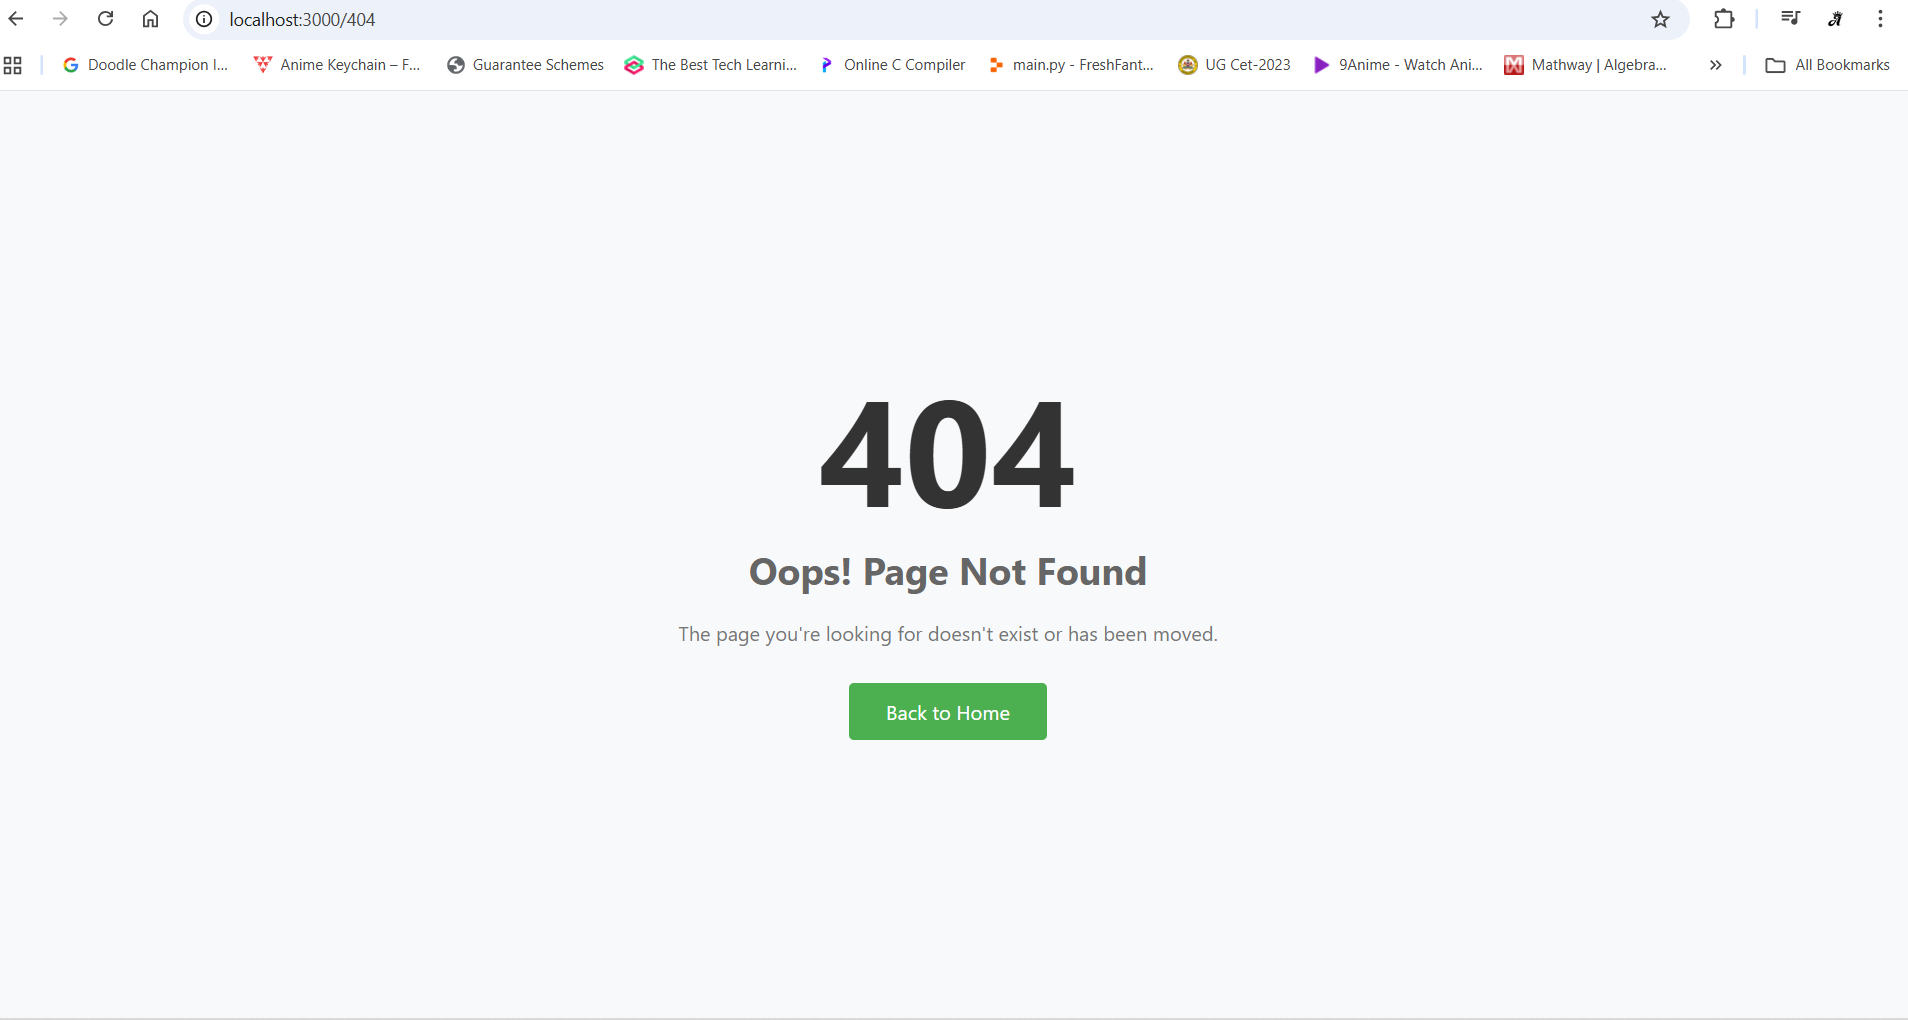 localhost:3000/404
Doodle Champion I... Anime Keychain – F... Guarantee Schemes The Best Tech Learni... Online C Compiler main.py - FreshFant... UG Cet-2023 9Anime - Watch Ani... Mathway | Algebra... » All Bookmarks
404
Oops! Page Not Found
The page you're looking for doesn't exist or has been moved.
Back to Home